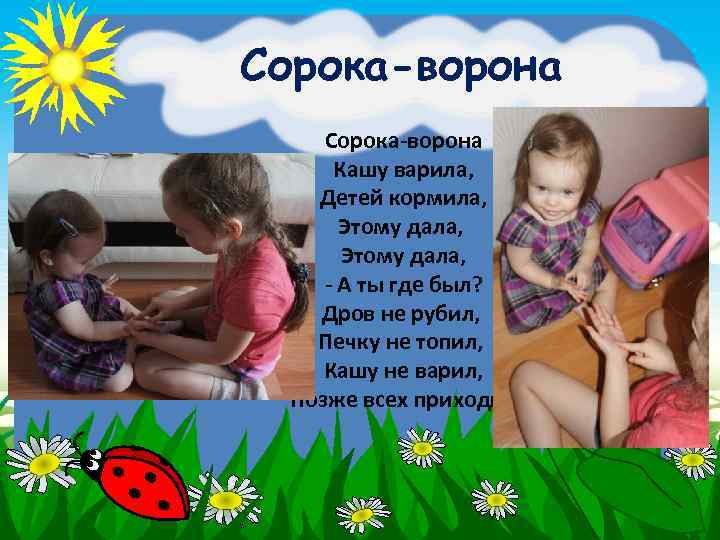 Сорока-ворона
Сорока-ворона
Кашу варила,
Детей кормила,
Этому дала,
Этому дала,
- А ты где был?
Дров не рубил,
Печку не топил,
Кашу не варил,
Позже всех